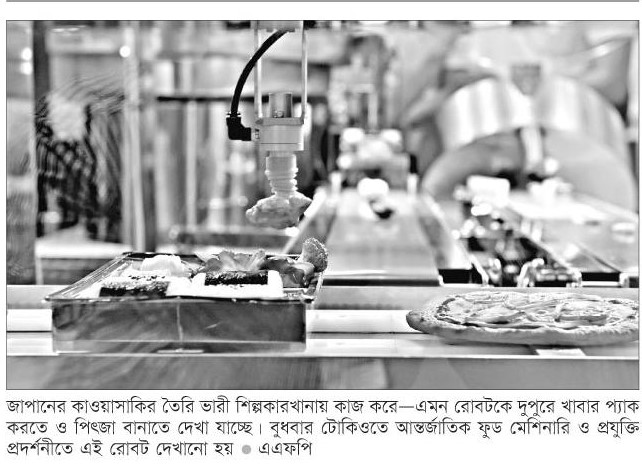 জাপানের কাওয়াসাকির তৈরি ভারী শিল্পকারখানায় কাজ করে—এমন রোবটকে দুপুরে খাবার প্যাক
করতে ও পিৎজা বানাতে দেখা যাচ্ছে। বুধবার টোকিওতে আন্তর্জাতিক ফুড মেশিনারি ও প্রযুক্তি
প্রদর্শনীতে এই রোবট দেখানো হয় ● এএফপি